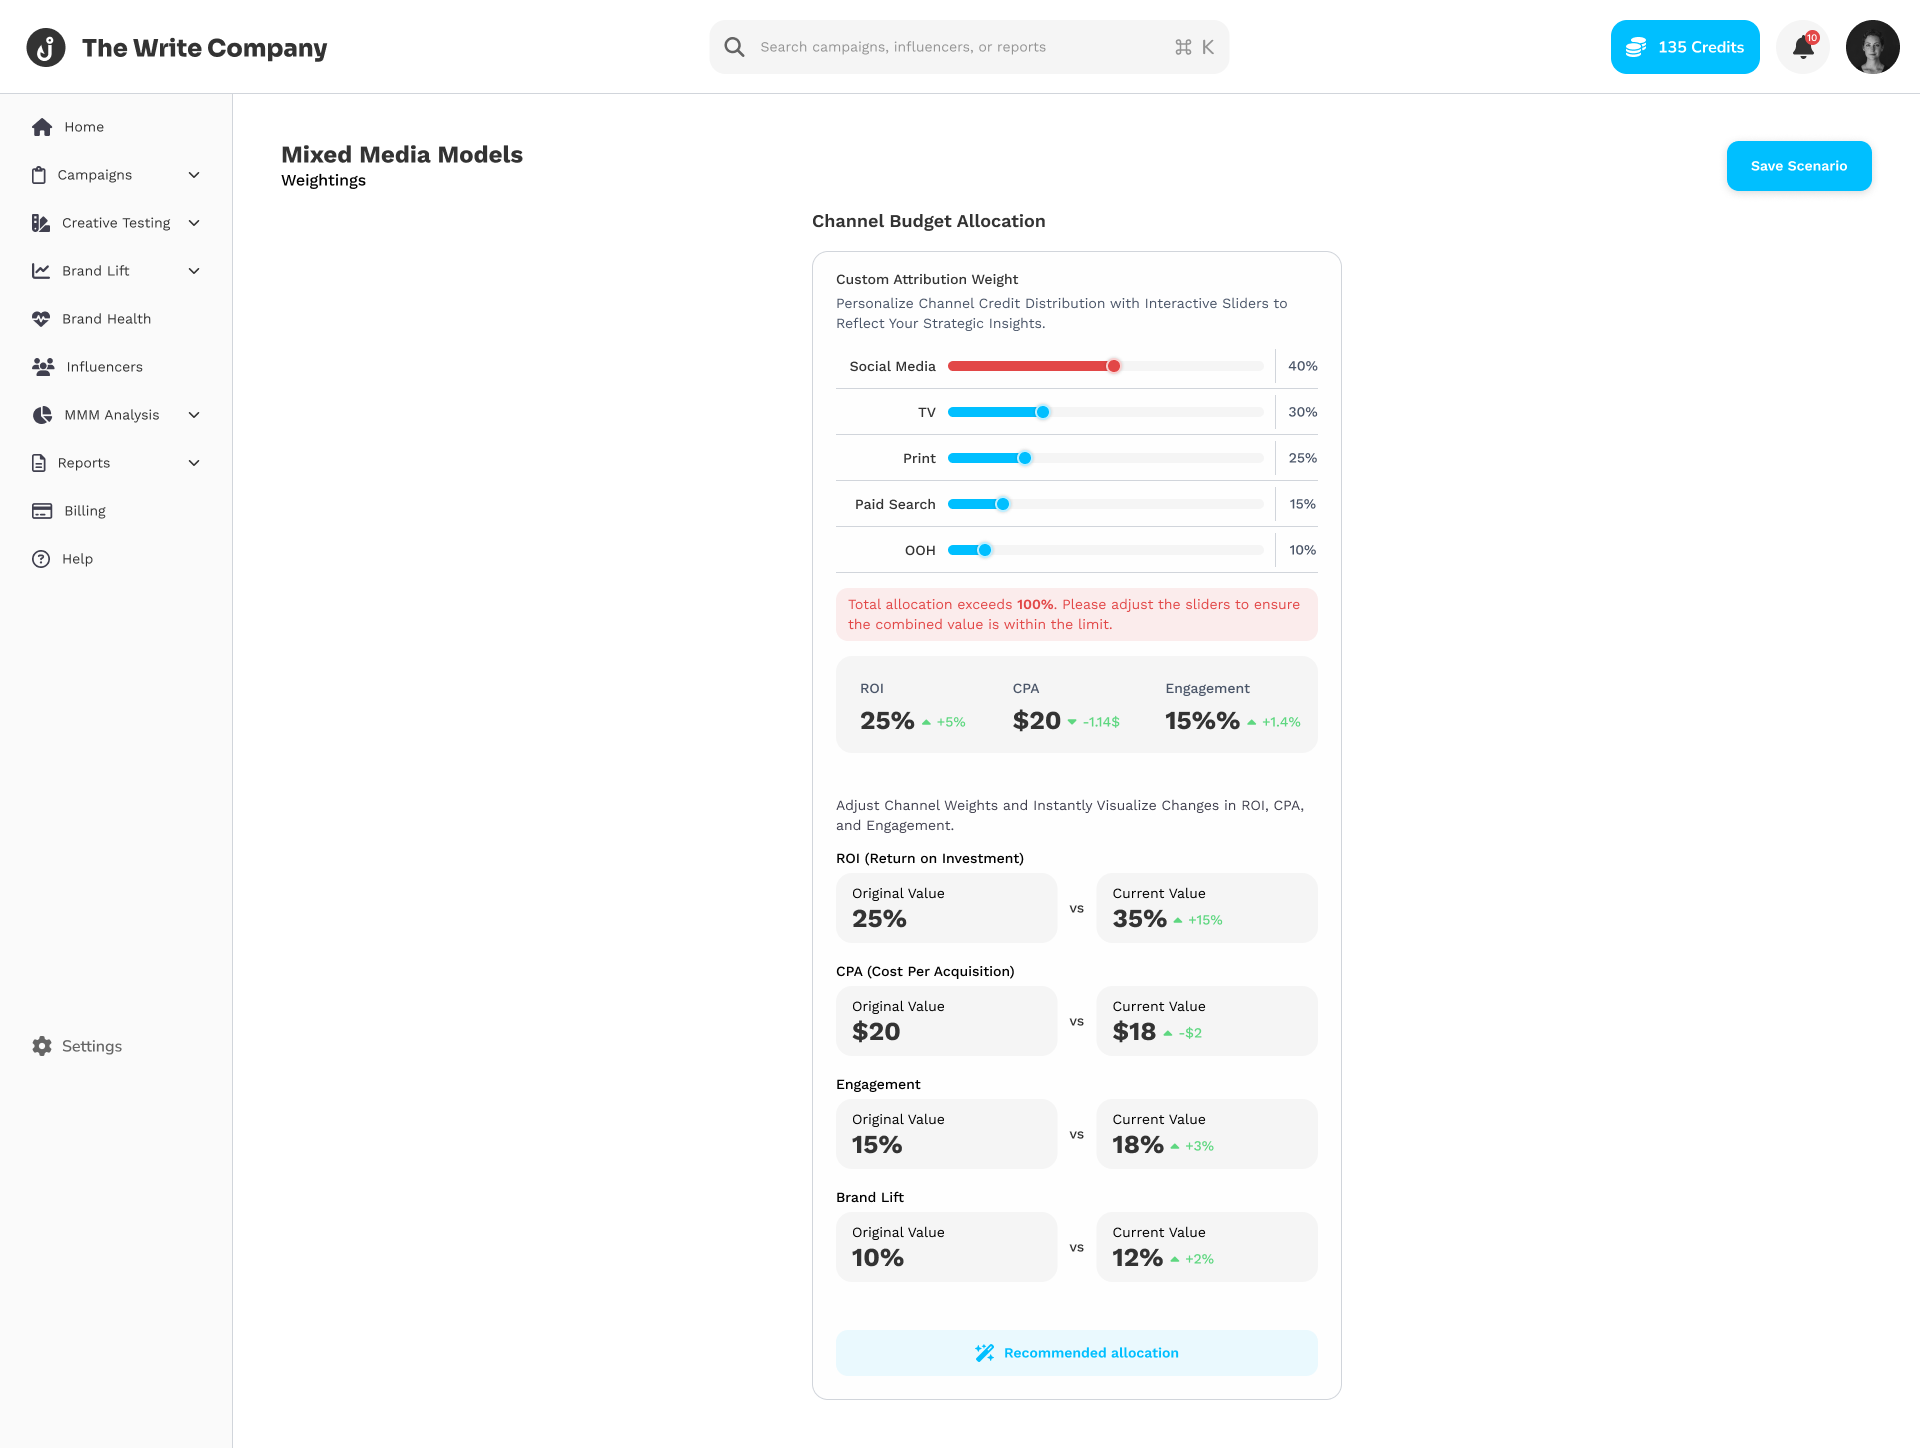 The Write Company
Search campaigns, influencers, or reports
⌘ K
135 Credits
10
Home
Campaigns
Creative Testing
Brand Lift
Brand Health
Influencers
MMM Analysis
Reports
Billing
Help
Settings
Mixed Media Models
Weightings
Save Scenario
Channel Budget Allocation
Custom Attribution Weight
Personalize Channel Credit Distribution with Interactive Sliders to
Reflect Your Strategic Insights.
Social Media 40%
TV 30%
Print 25%
Paid Search 15%
OOH 10%
Total allocation exceeds 100%. Please adjust the sliders to ensure
the combined value is within the limit.
ROI CPA Engagement
25% +5% $20 -1.14$ 15%% +1.4%
Adjust Channel Weights and Instantly Visualize Changes in ROI, CPA,
and Engagement.
ROI (Return on Investment)
Original Value
25%
vs
Current Value
35% +15%
CPA (Cost Per Acquisition)
Original Value
$20
vs
Current Value
$18 -$2
Engagement
Original Value
15%
vs
Current Value
18% +3%
Brand Lift
Original Value
10%
vs
Current Value
12% +2%
Recommended allocation